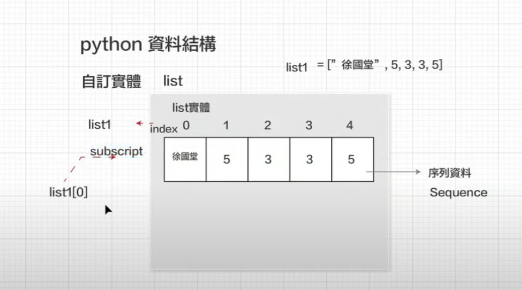 python 資料結構
list1 = ["徐國堂", 5, 3, 3, 5]
自訂實體 list
list實體
list1
index 0 1 2 3 4
subscript
徐國堂 5 3 3 5
序列資料
list1[0]
Sequence